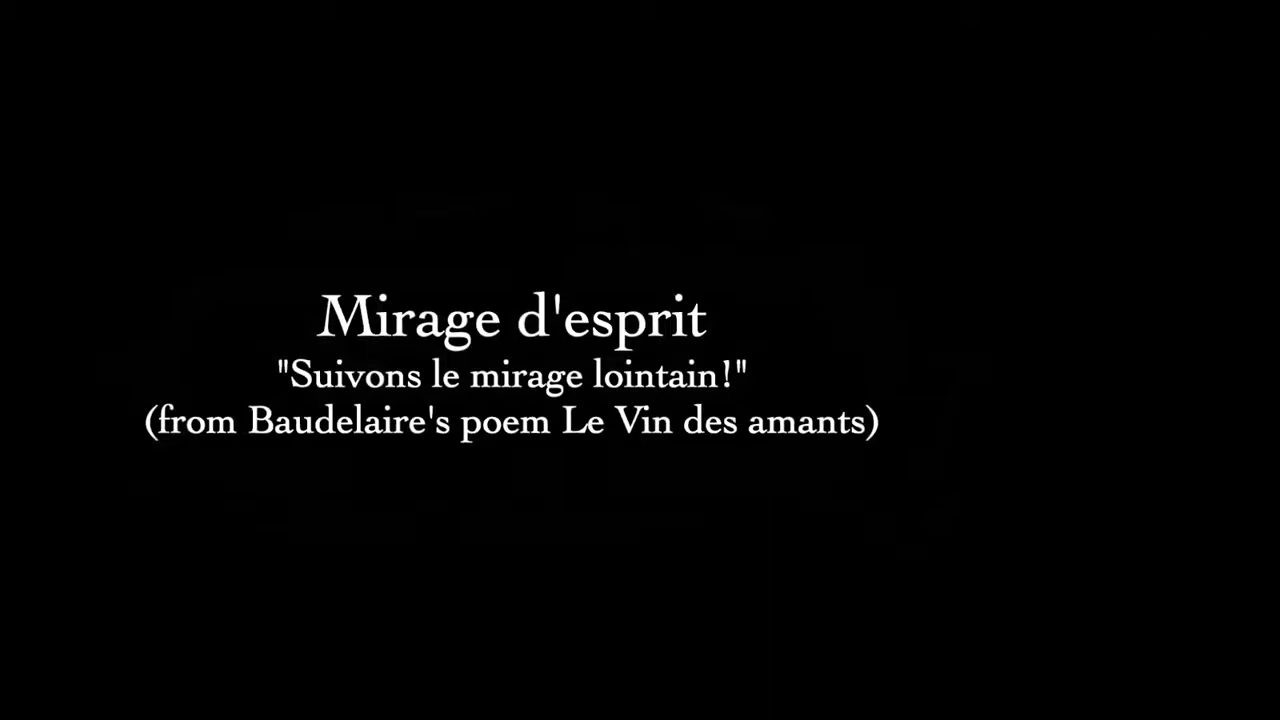 Mirage d'esprit
"Suivons le mirage lointain!"
(from Baudelaire's poem Le Vin des amants)